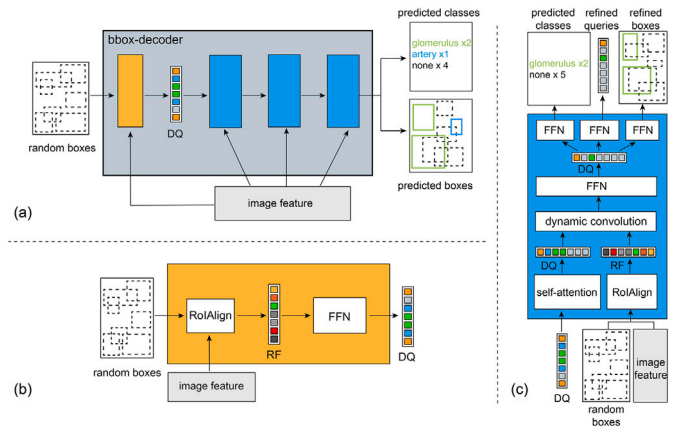 bbox-decoder
random boxes
DQ
image feature
predicted classes
glomerulus x2
artery x1
none x 4
predicted boxes
(a)
random boxes
RoIAlign
RF
FFN
DQ
image feature
(b)
predicted
classes
refined
queries
refined
boxes
glomerulus x2
none x 5
FFN
FFN
FFN
DQ
FFN
dynamic convolution
DQ
RF
self-attention
RoIAlign
DQ
random
boxes
image
feature
(c)